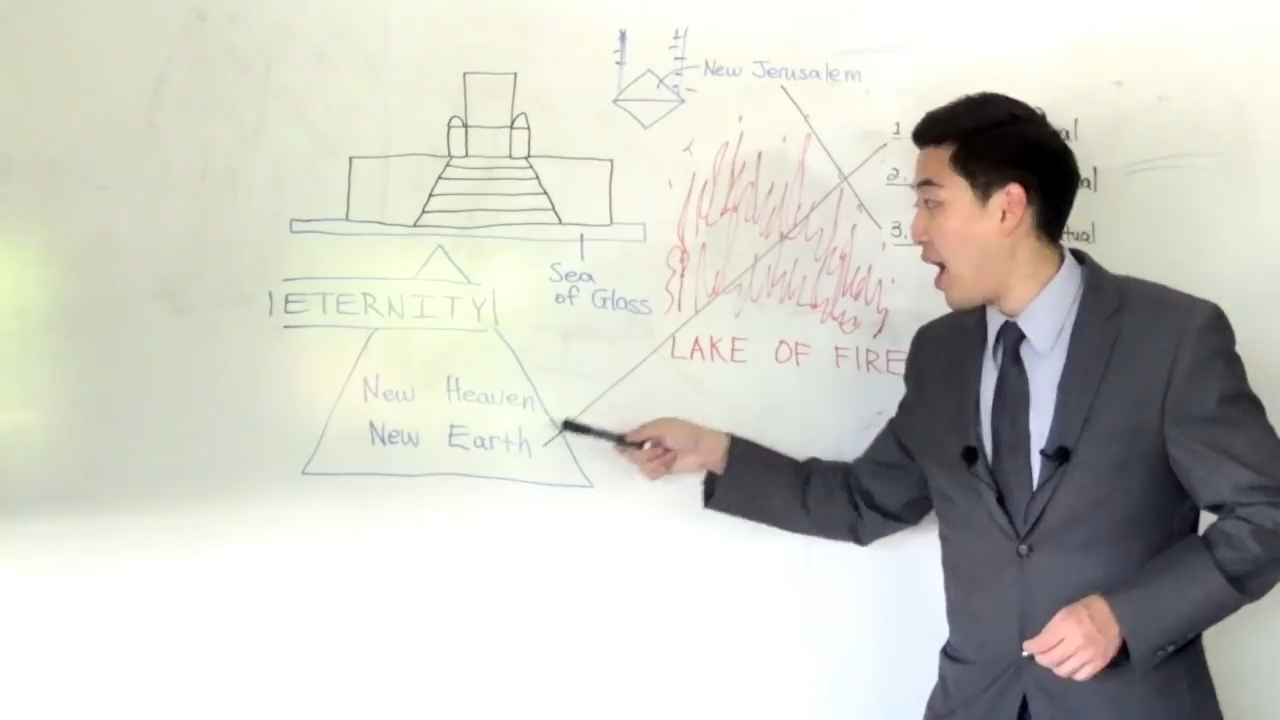 New Jerusalem
1
2.
3.
Sea
of Glass
ETERNITY
LAKE OF FIRE
New Heaven
New Earth